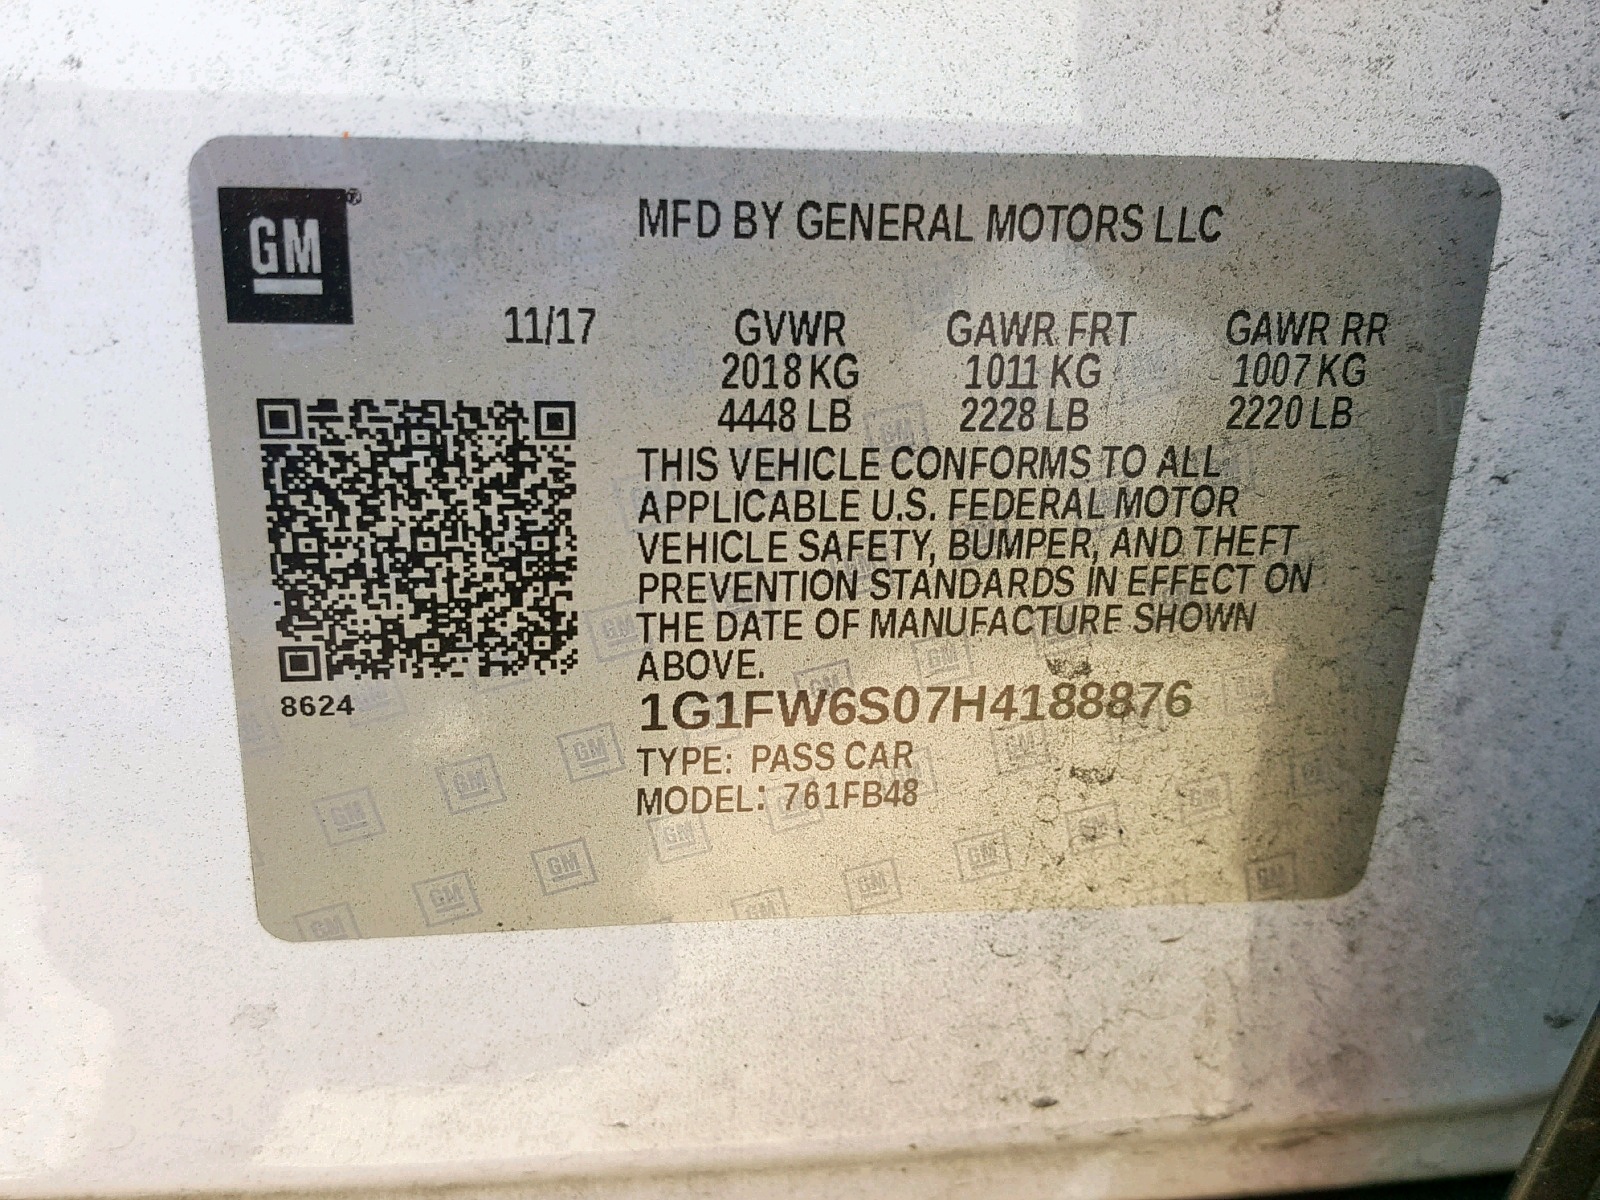 GM®
MFD BY GENERAL MOTORS LLC
11/17 GVWR GAWR FRT GAWR RR
2018 KG 1011 KG 1007 KG
4448 LB 2228 LB 2220 LB
THIS VEHICLE CONFORMS TO ALL
APPLICABLE U.S. FEDERAL MOTOR
VEHICLE SAFETY, BUMPER, AND THEFT
PREVENTION STANDARDS IN EFFECT ON
THE DATE OF MANUFACTURE SHOWN
ABOVE.
8624
1G1FW6S07H4188876
TYPE: PASS CAR
MODEL: 761FB48